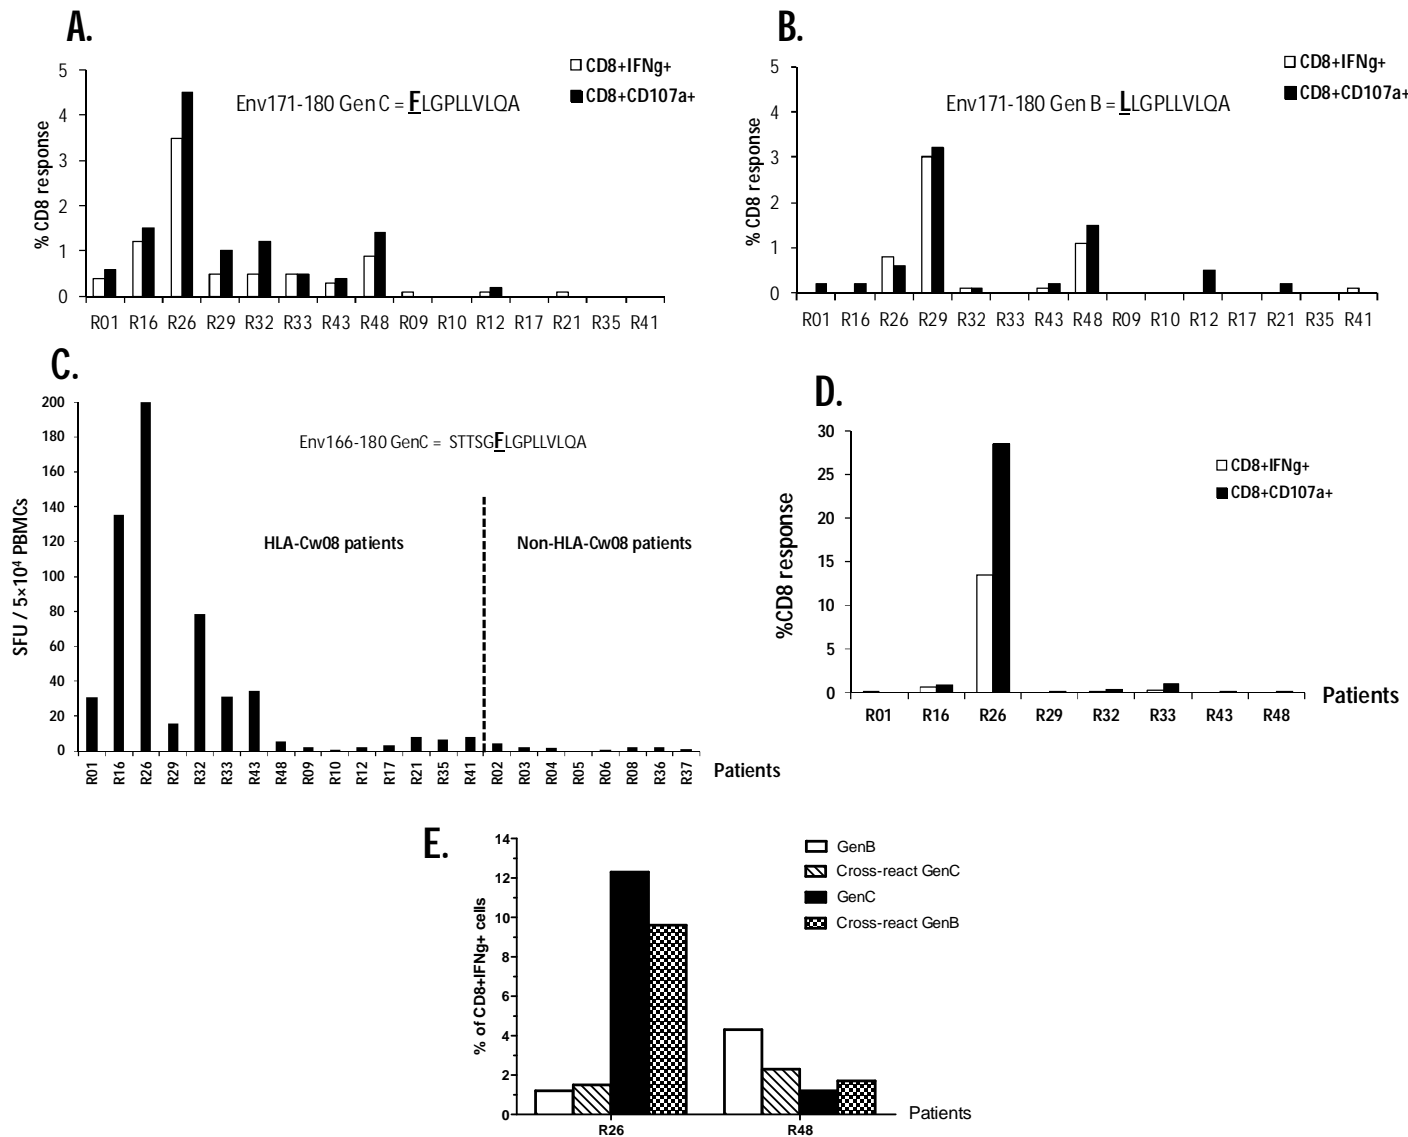 A.
CD8+IFNg+
CD8+CD107a+
Env171-180 Gen C = FLGPLLVLQA
% CD8 response
5
4
3
2
1
0
R01 R16 R26 R29 R32 R33 R43 R48 R09 R10 R12 R17 R21 R35 R41
B.
CD8+IFNg+
CD8+CD107a+
Env171-180 Gen B = LLGPLLVLQA
% CD8 response
5
4
3
2
1
0
R01 R16 R26 R29 R32 R33 R43 R48 R09 R10 R12 R17 R21 R35 R41
C.
Env166-180 GenC = STTSGFLGPLLVLQA
HLA-Cw08 patients
Non-HLA-Cw08 patients
SFU / 5×10⁴ PBMCs
200
180
160
140
120
100
80
60
40
20
0
R01 R16 R26 R29 R32 R33 R43 R48 R09 R10 R12 R17 R21 R35 R41 R02 R03 R04 R05 R06 R08 R36 R37
Patients
D.
CD8+IFNg+
CD8+CD107a+
%CD8 response
30
25
20
15
10
5
0
R01 R16 R26 R29 R32 R33 R43 R48
Patients
E.
GenB
Cross-react GenC
GenC
Cross-react GenB
% of CD8+IFNg+ cells
14
12
10
8
6
4
2
0
R26 R48
Patients